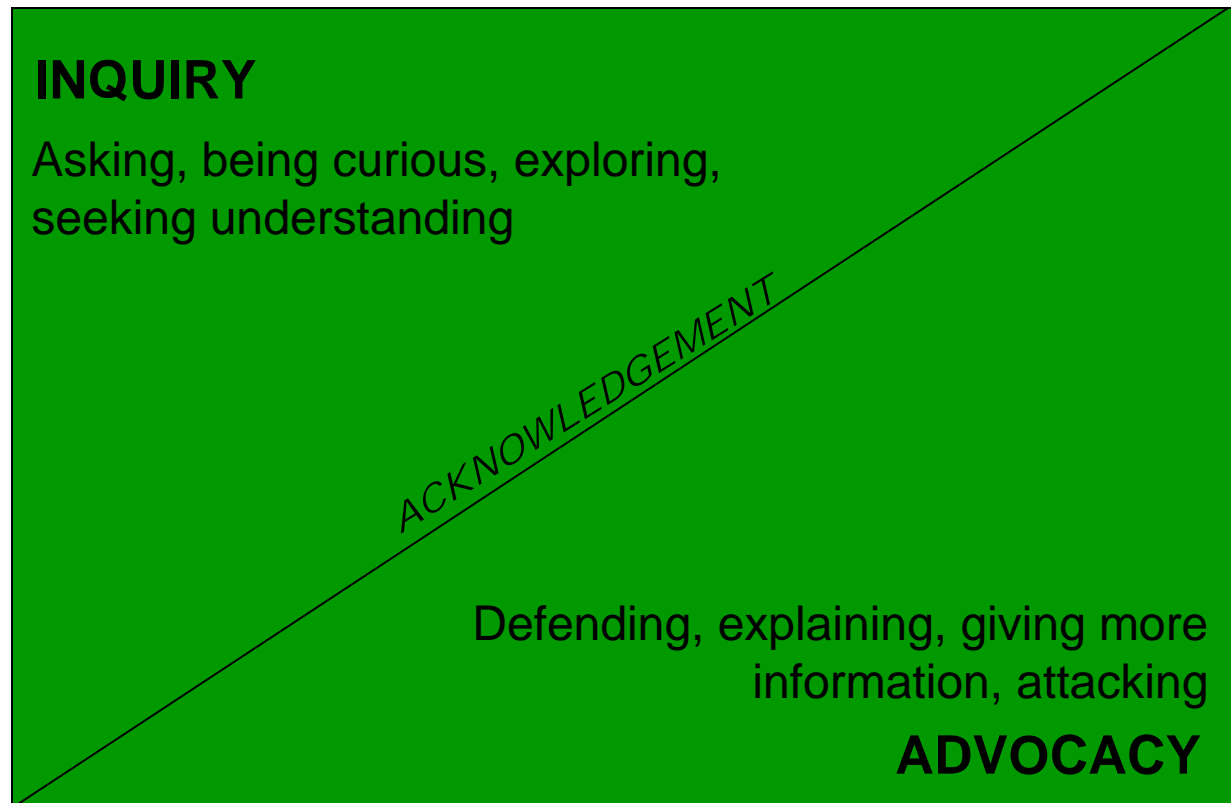 INQUIRY
Asking, being curious, exploring,
seeking understanding
ACKNOWLEDGEMENT
Defending, explaining, giving more
information, attacking
ADVOCACY